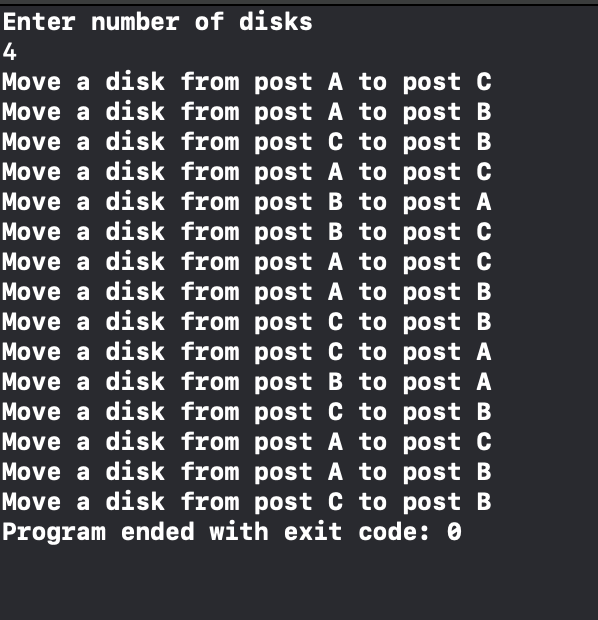 Enter number of disks
4
Move a disk from post A to post C
Move a disk from post A to post B
Move a disk from post C to post B
Move a disk from post A to post C
Move a disk from post B to post A
Move a disk from post B to post C
Move a disk from post A to post C
Move a disk from post A to post B
Move a disk from post C to post B
Move a disk from post C to post A
Move a disk from post B to post A
Move a disk from post C to post B
Move a disk from post A to post C
Move a disk from post A to post B
Move a disk from post C to post B
Program ended with exit code: 0